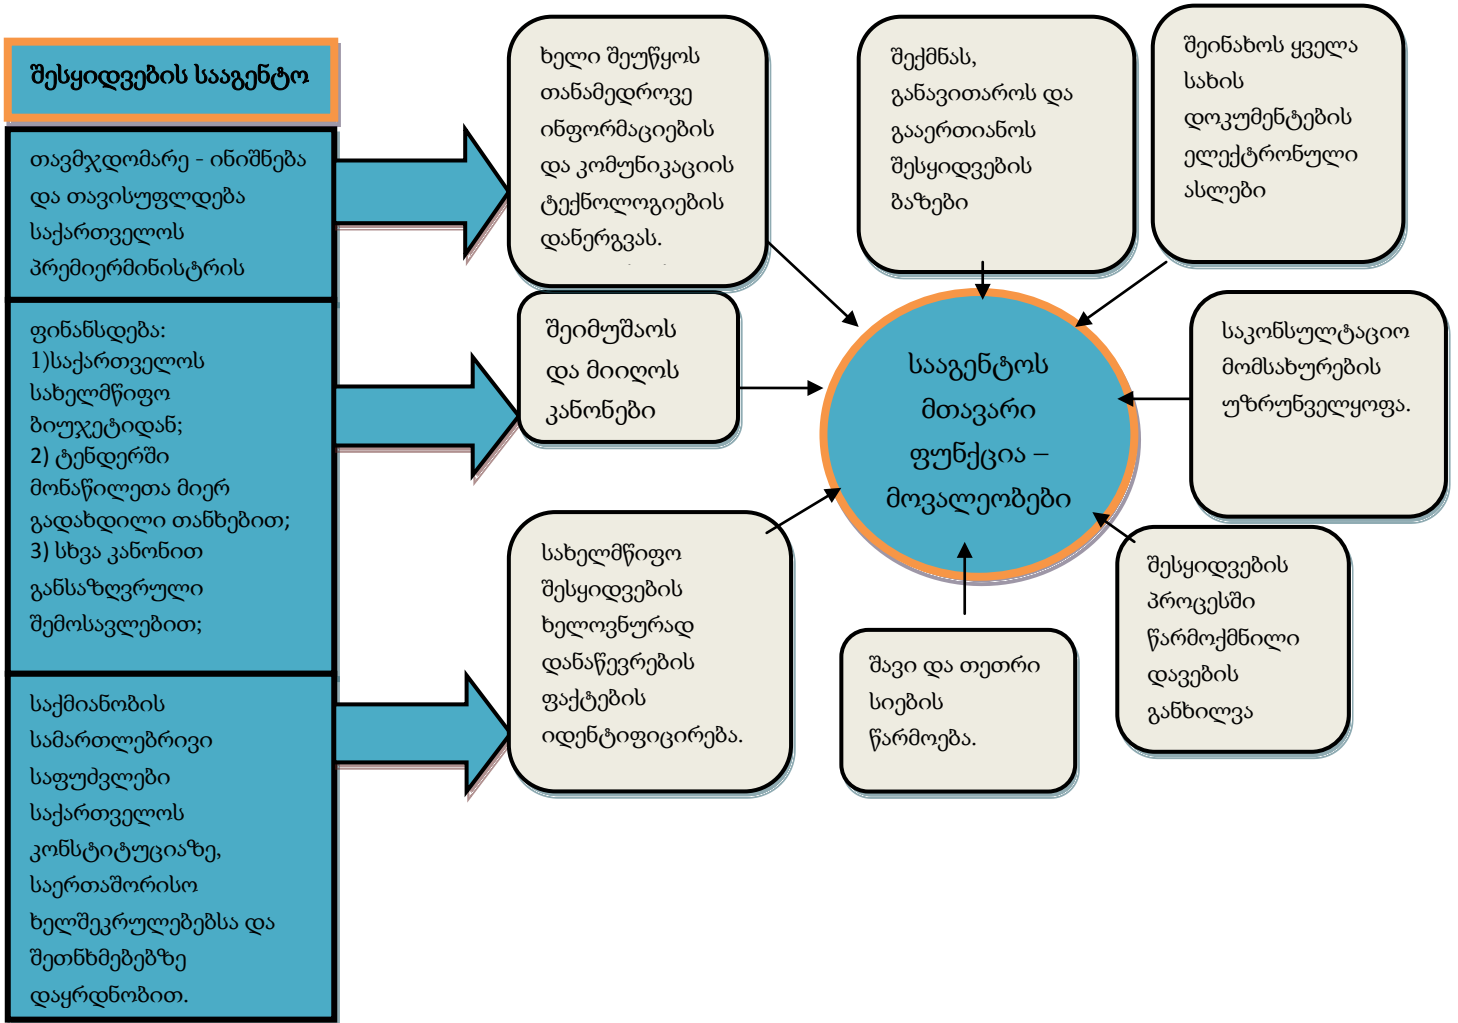 შესყიდვების სააგენტო
თავმჯდომარე - ინიშნება
და თავისუფლდება
საქართველოს
პრემიერმინისტრის
ფინანსდება:
1)საქართველოს
სახელმწიფო
ბიუჯეტიდან;
2) ტენდერში
მონაწილეთა მიერ
გადახდილი თანხებით;
3) სხვა კანონით
განსაზღვრული
შემოსავლებით;
საქმიანობის
სამართლებრივი
საფუძვლები
საქართველოს
კონსტიტუციაზე,
საერთაშორისო
ხელშეკრულებებსა და
შეთნხმებებზე
დაყრდნობით.
ხელი შეუწყოს
თანამედროვე
ინფორმაციების
და კომუნიკაციის
ტექნოლოგიების
დანერგვას.
შეიმუშაოს
და მიიღოს
კანონები
სახელმწიფო
შესყიდვების
ხელოვნურად
დანაწევრების
ფაქტების
იდენტიფიცირება.
შექმნას,
განავითაროს და
გააერთიანოს
შესყიდვების
ბაზები
შეინახოს ყველა
სახის
დოკუმენტების
ელექტრონული
ასლები
სააგენტოს
მთავარი
ფუნქცია –
მოვალეობები
საკონსულტაციო
მომსახურების
უზრუნველყოფა.
შესყიდვების
პროცესში
წარმოქმნილი
დავების
განხილვა
შავი და თეთრი
სიების
წარმოება.